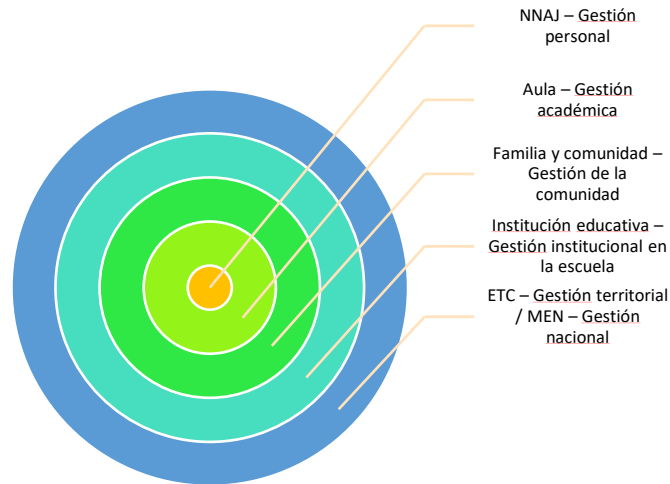 NNAJ – Gestión
personal
Aula – Gestión
académica
Familia y comunidad –
Gestión de la
comunidad
Institución educativa –
Gestión institucional en
la escuela
ETC – Gestión territorial
/ MEN – Gestión
nacional